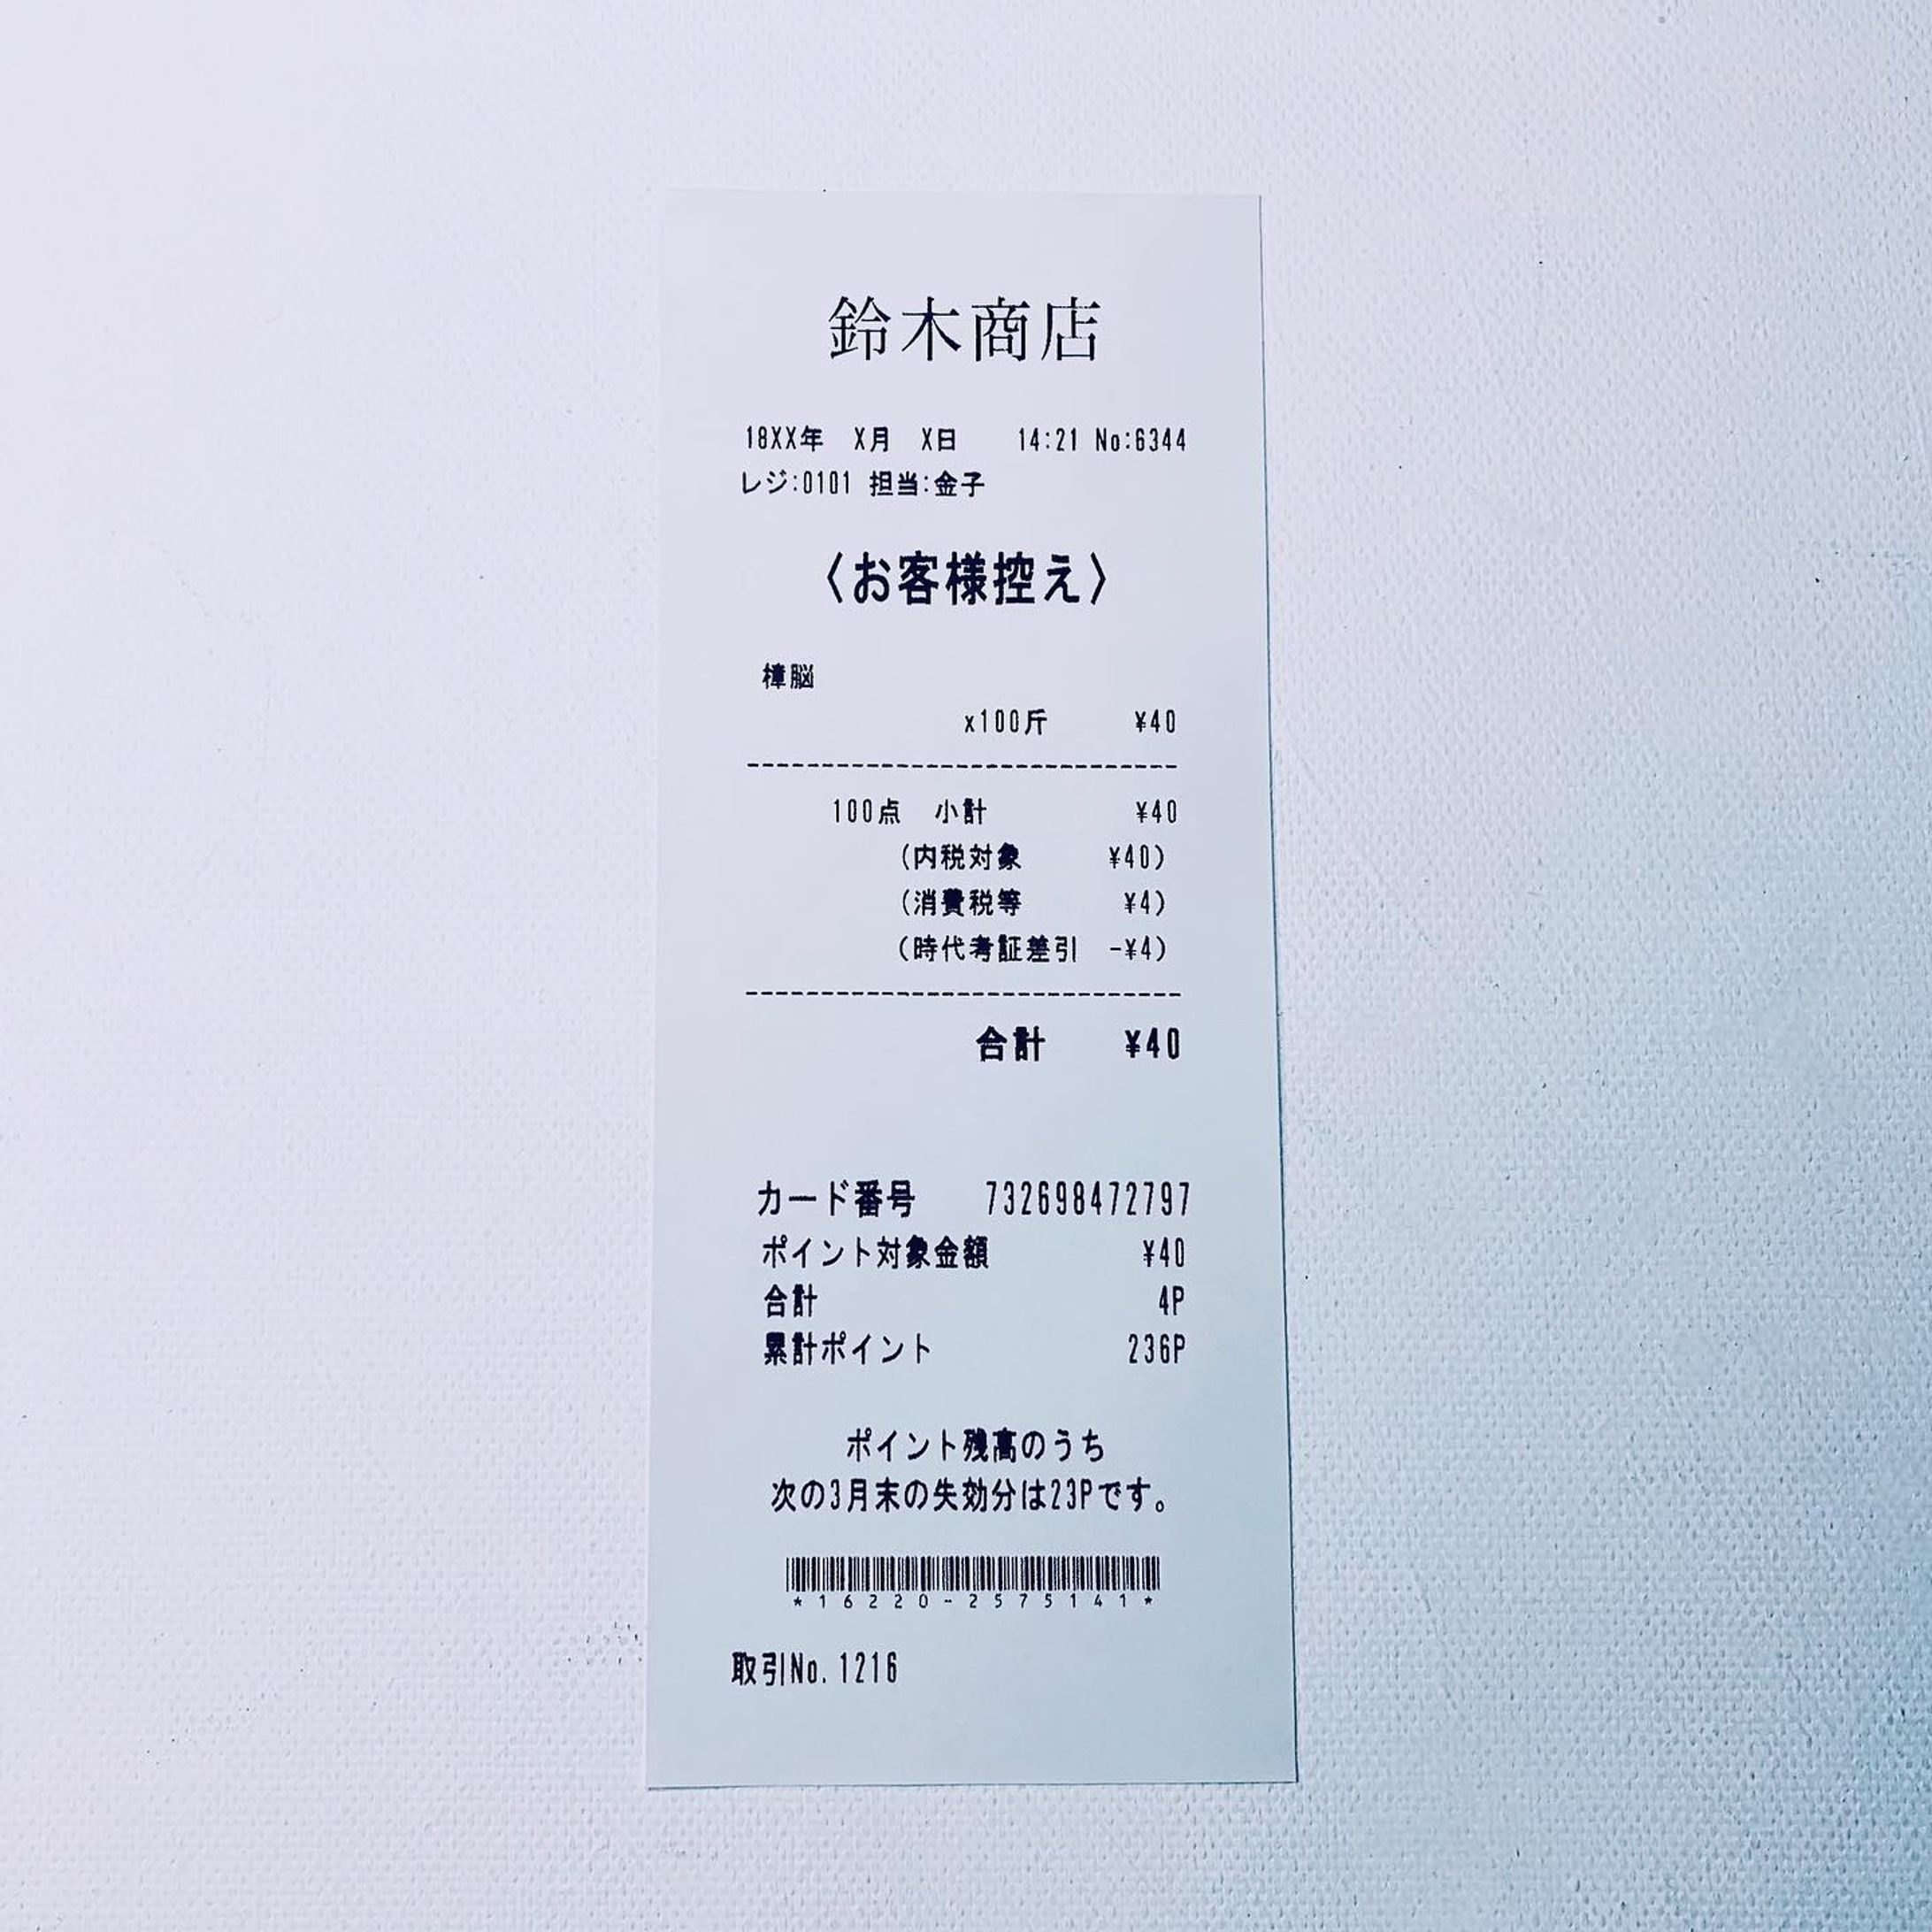 鈴木商店
18XX年 X月 X日 14:21 No:6344
レジ:0101 担当:金子
〈お客様控え〉
樟脳
x100斤 ¥40
100点 小計 ¥40
(内税対象 ¥40)
(消費税等 ¥4)
(時代考証差引 -¥4)
合計 ¥40
カード番号 732698472797
ポイント対象金額 ¥40
合計 4P
累計ポイント 236P
ポイント残高のうち
次の3月末の失効分は23Pです。
*16220-2575141*
取引No.1216